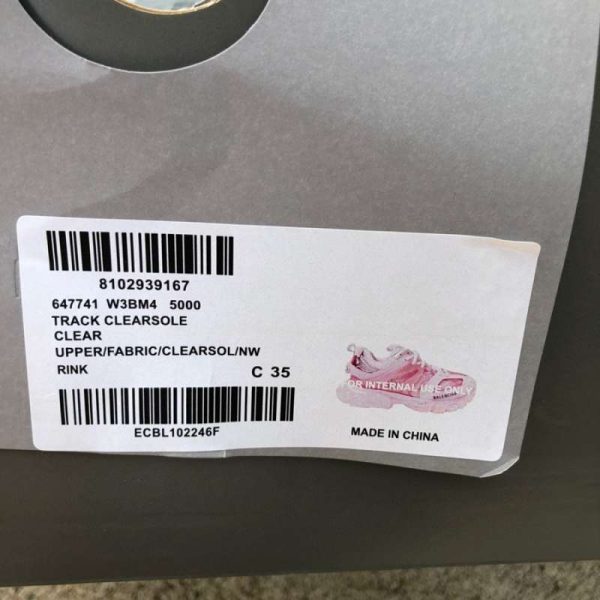 8102939167
647741 W3BM4 5000
TRACK CLEARSOLE
CLEAR
UPPER/FABRIC/CLEARSOL/NW
RINK C 35
ECBL102246F
FOR INTERNAL USE ONLY
BALENCIAGA
MADE IN CHINA